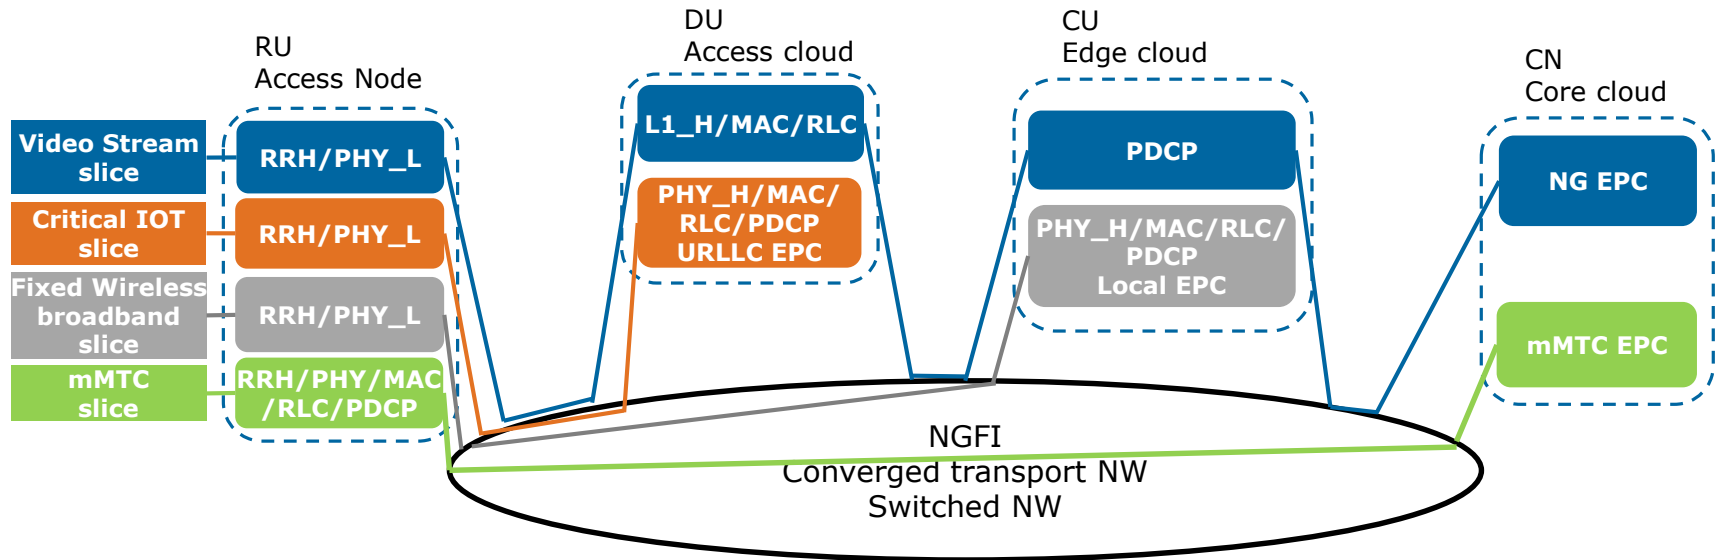 RU
Access Node
DU
Access cloud
CU
Edge cloud
CN
Core cloud
Video Stream
slice
Critical IOT
slice
Fixed Wireless
broadband
slice
mMTC
slice
RRH/PHY_L
RRH/PHY_L
RRH/PHY_L
RRH/PHY/MAC
/RLC/PDCP
L1_H/MAC/RLC
PHY_H/MAC/
RLC/PDCP
URLLC EPC
PDCP
PHY_H/MAC/RLC/
PDCP
Local EPC
NG EPC
mMTC EPC
NGFI
Converged transport NW
Switched NW